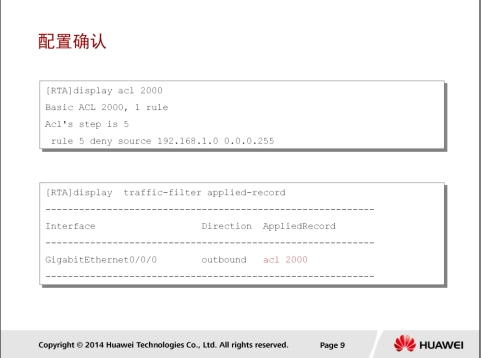 配置确认
[RTA]display acl 2000
Basic ACL 2000, 1 rule
Acl's step is 5
rule 5 deny source 192.168.1.0 0.0.0.255
[RTA]display  traffic-filter applied-record
-----------------------------------------------------------
Interface                   Direction  AppliedRecord
-----------------------------------------------------------
GigabitEthernet0/0/0        outbound   acl 2000
-----------------------------------------------------------
Copyright © 2014 Huawei Technologies Co., Ltd. All rights reserved.
Page 9
HUAWEI